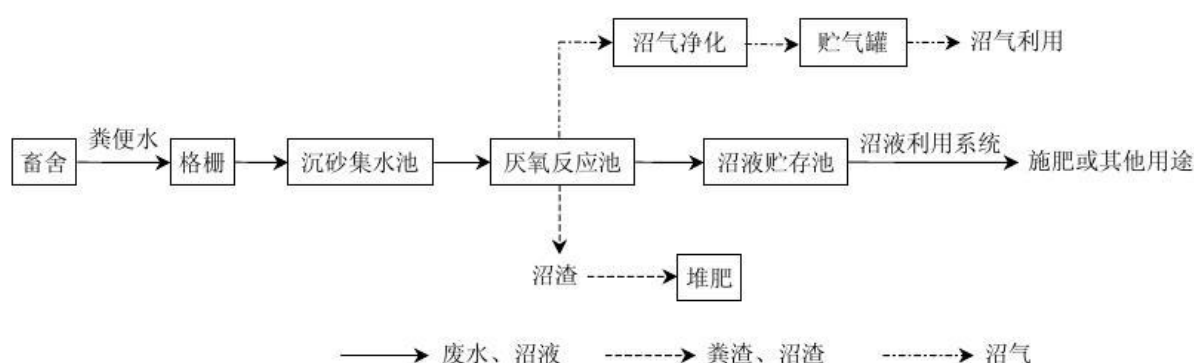 沼气净化 贮气罐 沼气利用
粪便水 沼液利用系统
畜舍 格栅 沉砂集水池 厌氧反应池 沼液贮存池 施肥或其他用途
沼渣 堆肥
废水、沼液 粪渣、沼渣 沼气